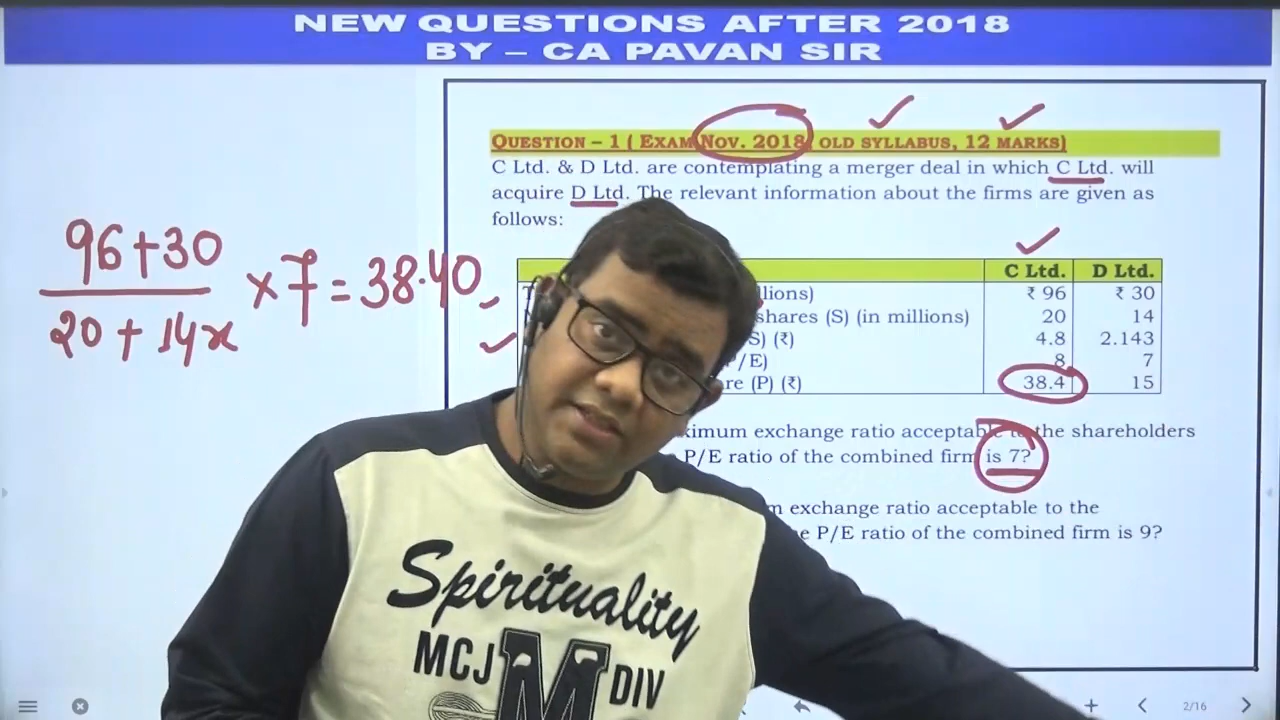 NEW QUESTIONS AFTER 2018
BY – CA PAVAN SIR
QUESTION – 1 ( EXAM NOV. 2018 OLD SYLLABUS, 12 MARKS)
C Ltd. & D Ltd. are contemplating a merger deal in which C Ltd. will
acquire D Ltd. The relevant information about the firms are given as
follows:
C Ltd. D Ltd.
₹ 96 ₹ 30
shares (S) (in millions) 20 14
(₹) 4.8 2.143
8 7
(P) (₹) 38.4 15
exchange ratio acceptable to the shareholders
P/E ratio of the combined firm is 7?
exchange ratio acceptable to the
P/E ratio of the combined firm is 9?
96+30
20+14x
×7=38.40
Spirituality
MCJ M DIV
2/16